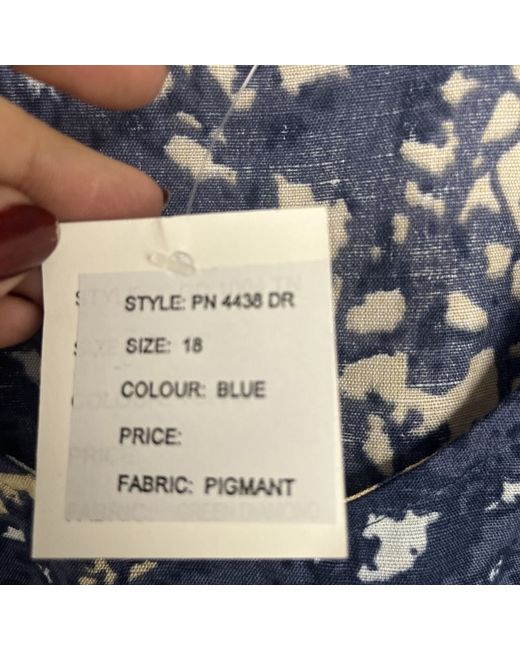 STYLE: PN 4438 DR
SIZE: 18
COLOUR: BLUE
PRICE:
FABRIC: PIGMANT